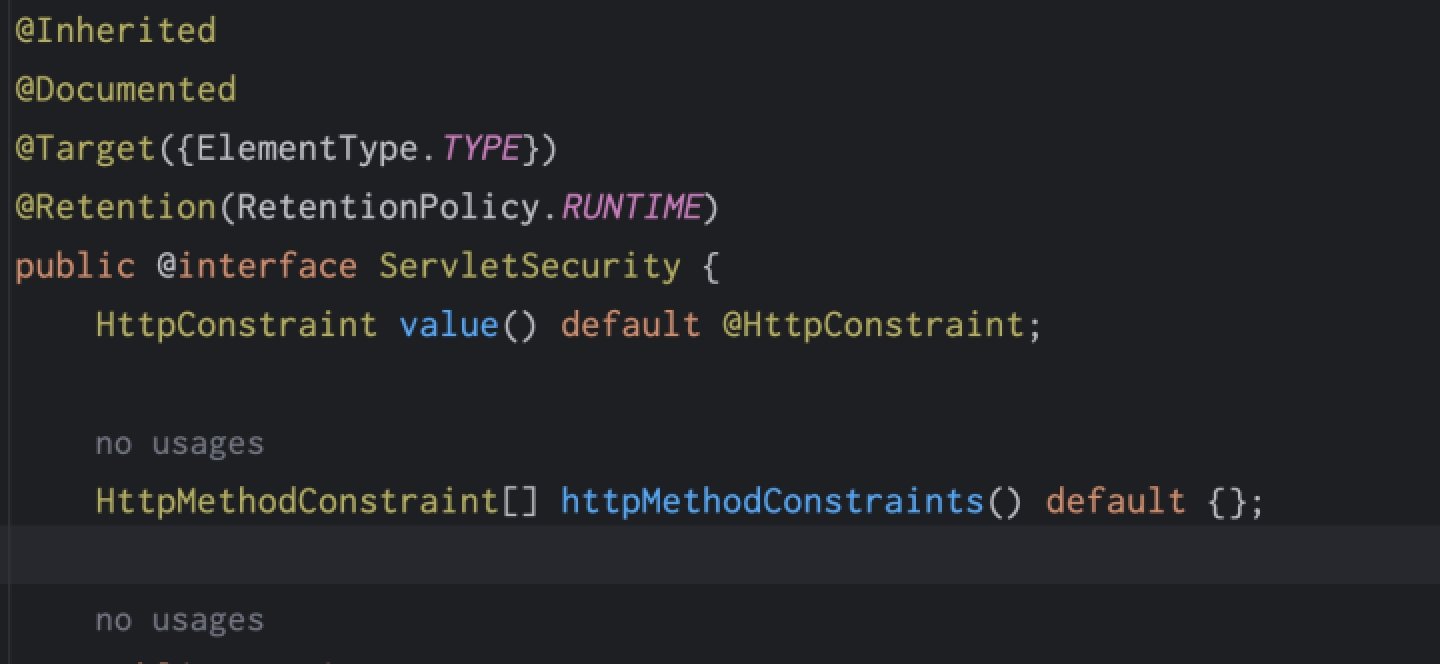 @Inherited
@Documented
@Target({ElementType.TYPE})
@Retention(RetentionPolicy.RUNTIME)
public @interface ServletSecurity {
HttpConstraint value() default @HttpConstraint;
no usages
HttpMethodConstraint[] httpMethodConstraints() default {};
no usages